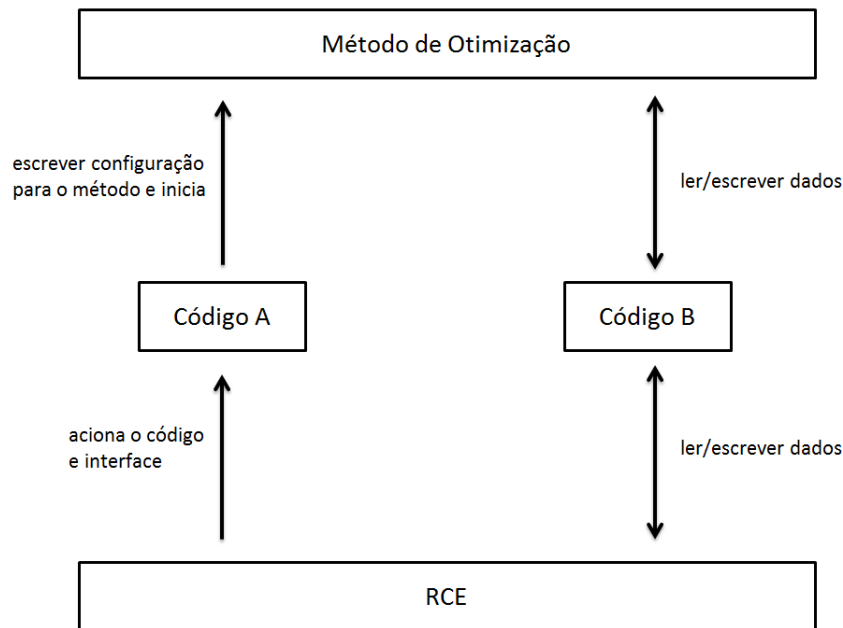 Método de Otimização
escrever configuração
para o método e inicia
ler/escrever dados
Código A
Código B
aciona o código
e interface
ler/escrever dados
RCE